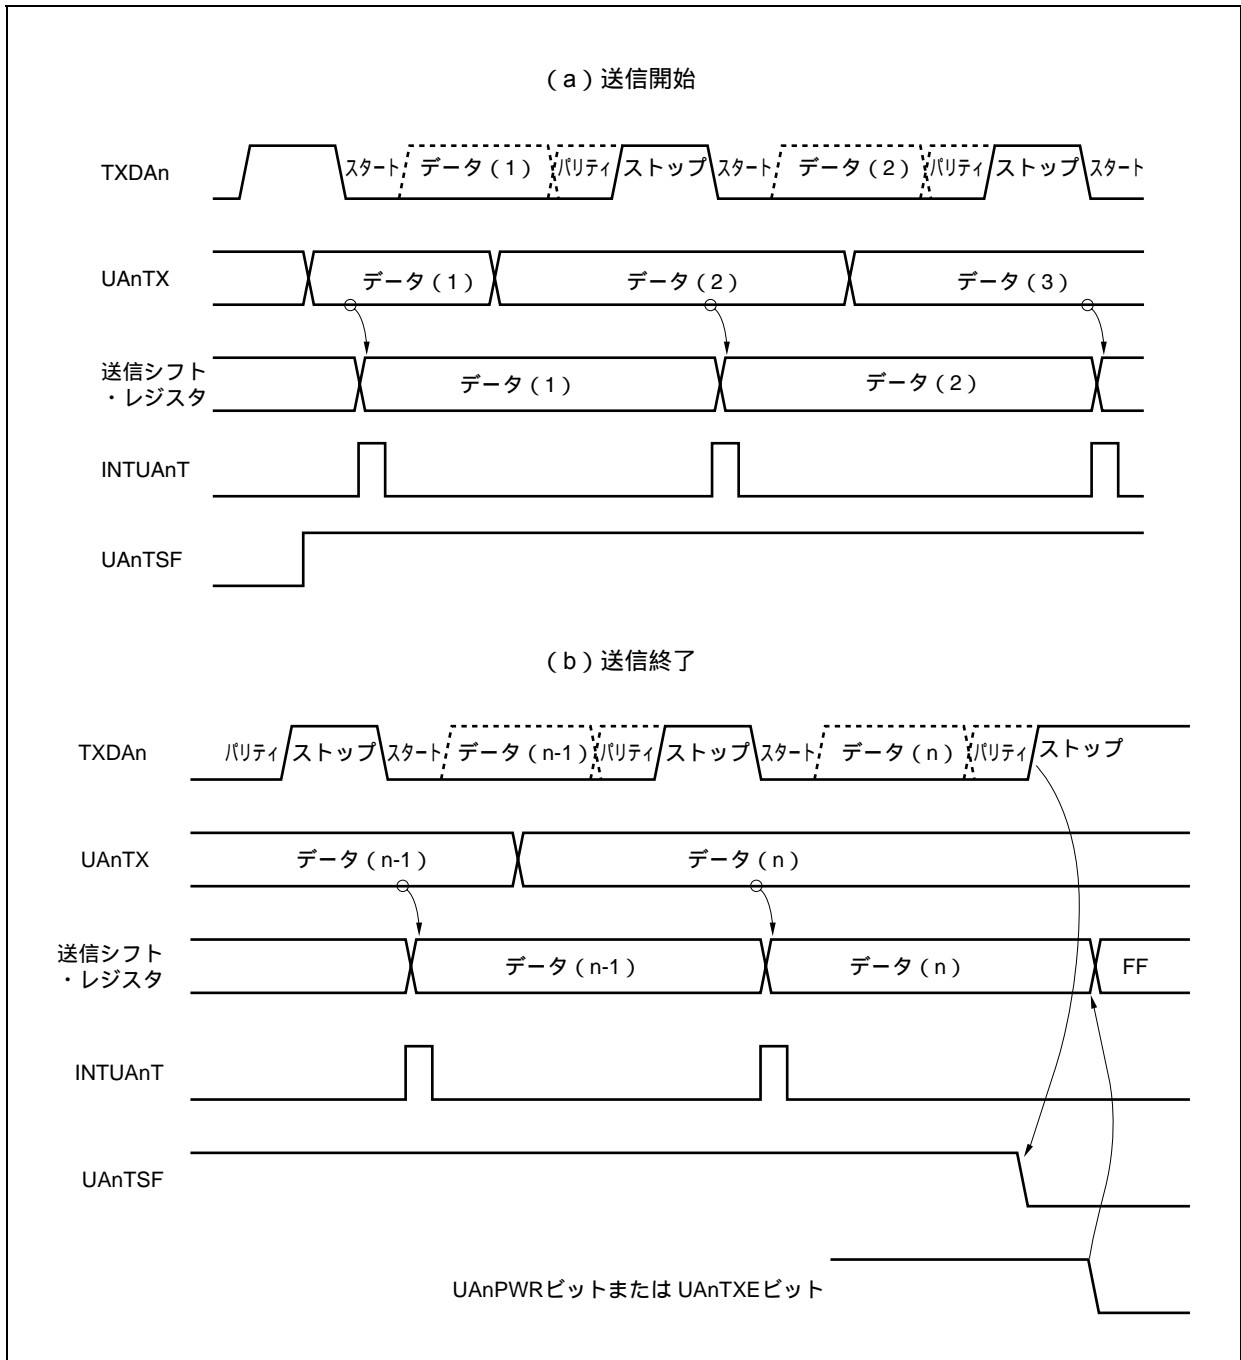 (a)送信開始
TXDAn
スタート データ(1) パリティ ストップ スタート データ(2) パリティ ストップ スタート
UAnTX
データ(1) データ(2) データ(3)
送信シフト
・レジスタ
データ(1) データ(2)
INTUAnT
UAnTSF
(b)送信終了
TXDAn
パリティ ストップ スタート データ(n-1) パリティ ストップ スタート データ(n) パリティ ストップ
UAnTX
データ(n-1) データ(n)
送信シフト
・レジスタ
データ(n-1) データ(n) FF
INTUAnT
UAnTSF
UAnPWRビットまたは UAnTXEビット